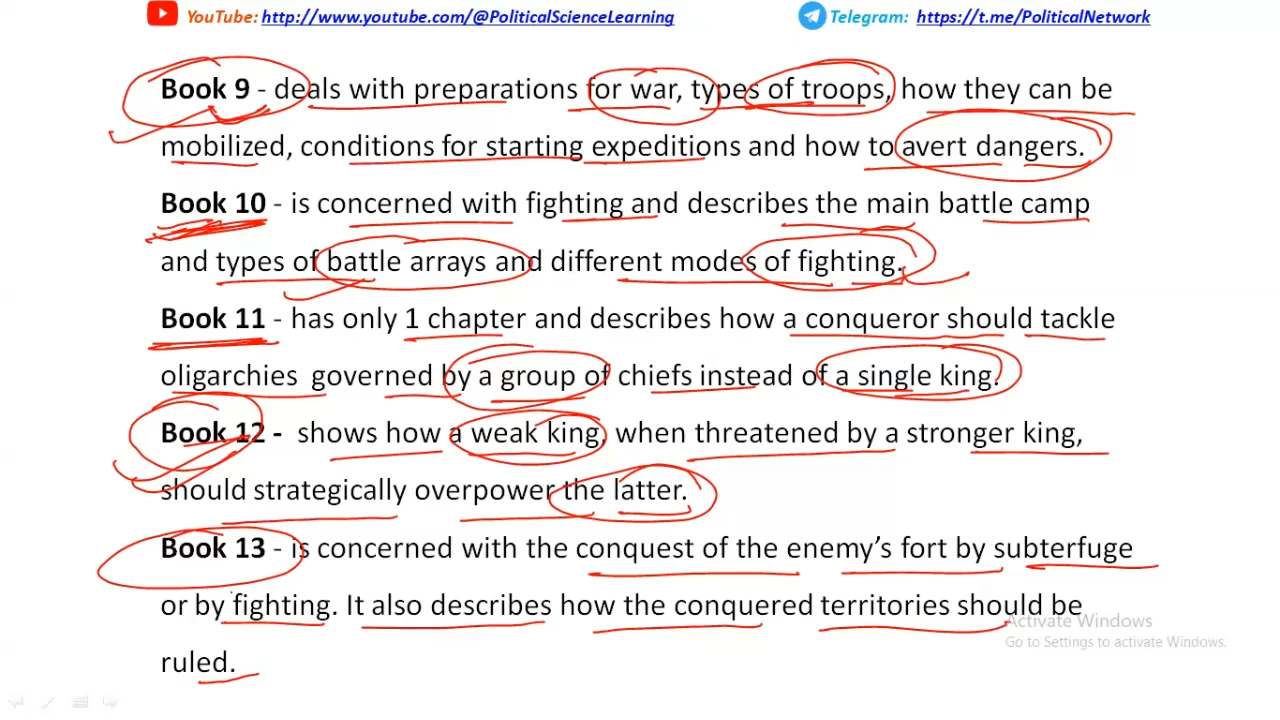 YouTube: http://www.youtube.com/@PoliticalScienceLearning
Telegram: https://t.me/PoliticalNetwork
Book 9 - deals with preparations for war, types of troops, how they can be
mobilized, conditions for starting expeditions and how to avert dangers.
Book 10 - is concerned with fighting and describes the main battle camp
and types of battle arrays and different modes of fighting.
Book 11 - has only 1 chapter and describes how a conqueror should tackle
oligarchies governed by a group of chiefs instead of a single king.
Book 12 - shows how a weak king, when threatened by a stronger king,
should strategically overpower the latter.
Book 13 - is concerned with the conquest of the enemy’s fort by subterfuge
or by fighting. It also describes how the conquered territories should be
ruled.
Activate Windows
Go to Settings to activate Windows.